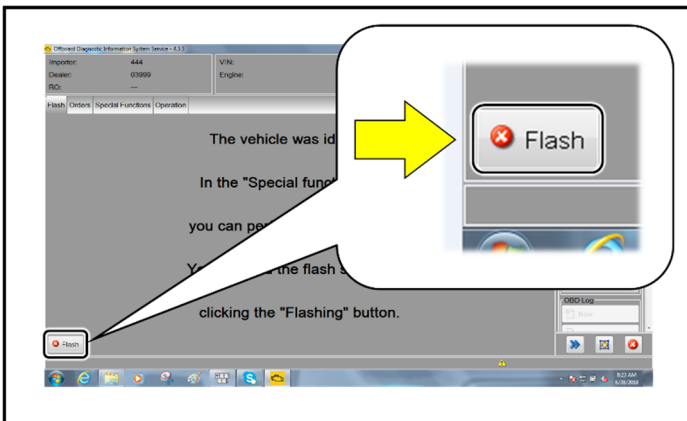 Offboard Diagnostic Information System Service - 4.3.3
Importer: 444
Dealer: 03999
RO: ---
VIN:
Engine:
Flash Orders Special Functions Operation
The vehicle was id
In the "Special func
you can pe
the flash s
clicking the "Flashing" button.
Flash
OBD Log
Flash
8:23 AM